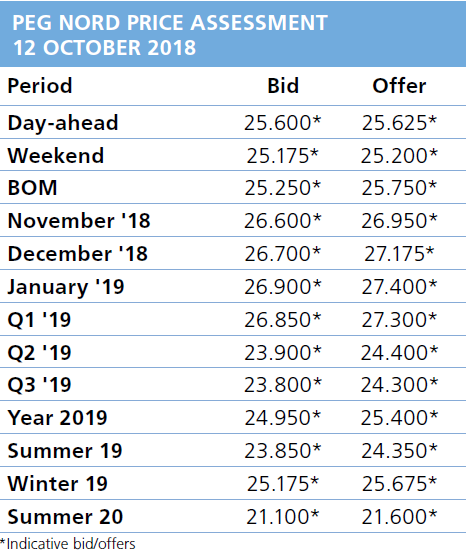 PEG NORD PRICE ASSESSMENT
12 OCTOBER 2018
Period Bid Offer
Day-ahead 25.600* 25.625*
Weekend 25.175* 25.200*
BOM 25.250* 25.750*
November '18 26.600* 26.950*
December '18 26.700* 27.175*
January '19 26.900* 27.400*
Q1 '19 26.850* 27.300*
Q2 '19 23.900* 24.400*
Q3 '19 23.800* 24.300*
Year 2019 24.950* 25.400*
Summer 19 23.850* 24.350*
Winter 19 25.175* 25.675*
Summer 20 21.100* 21.600*
*Indicative bid/offers